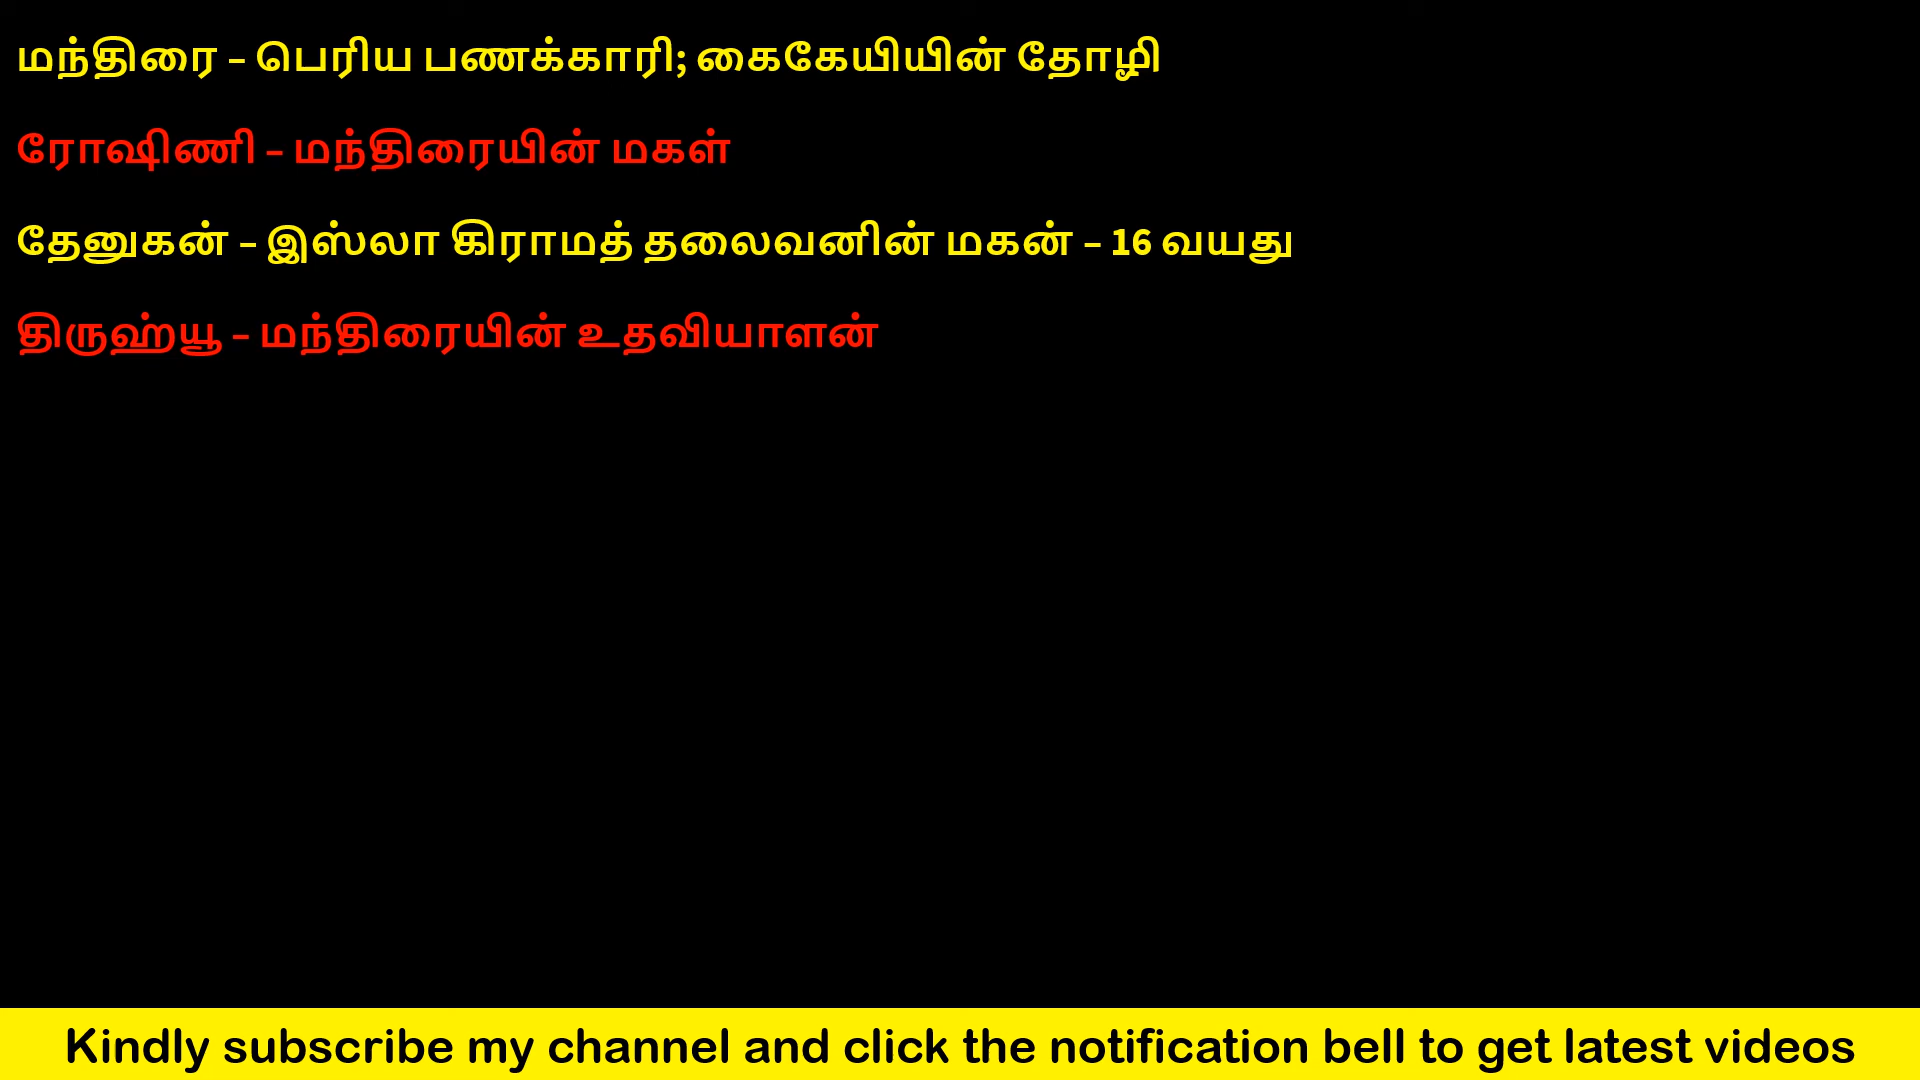 மந்திரை – பெரிய பணக்காரி; கைகேயியின் தோழி
ரோஷிணி – மந்திரையின் மகள்
தேனுகன் – இஸ்லா கிராமத் தலைவனின் மகன் – 16 வயது
திருஹ்யூ – மந்திரையின் உதவியாளன்
Kindly subscribe my channel and click the notification bell to get latest videos